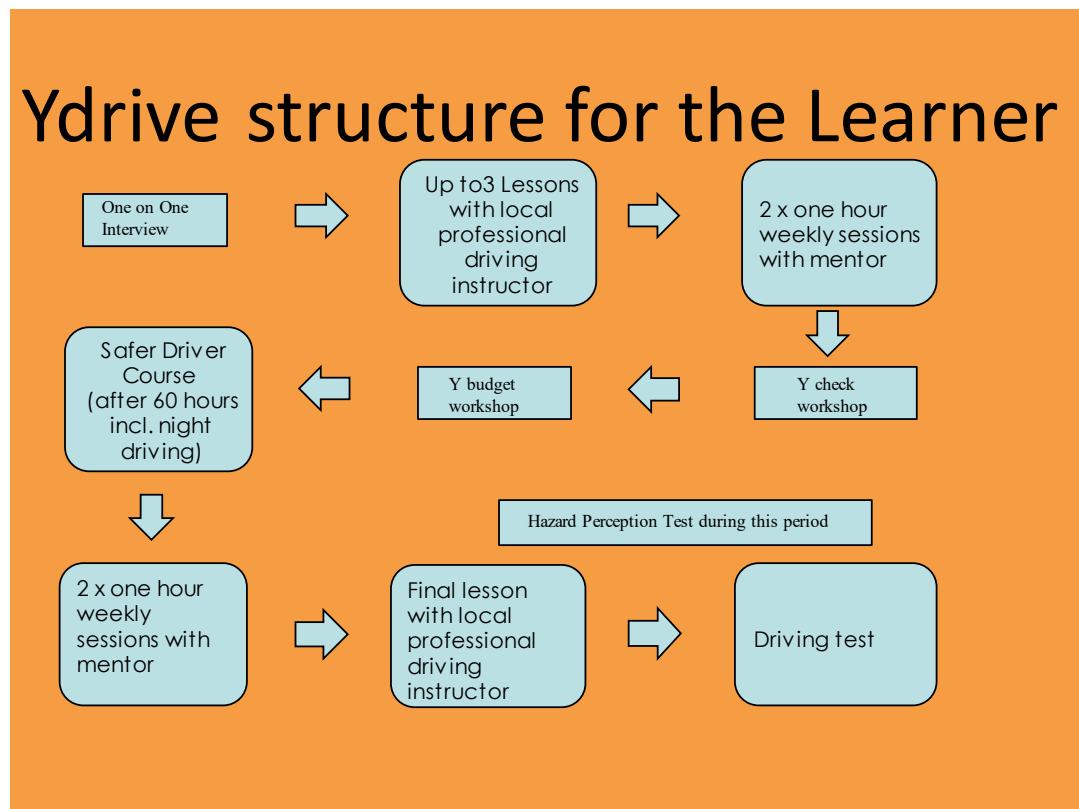 Ydrive structure for the Learner
One on One
Interview
Up to3 Lessons
with local
professional
driving
instructor
2 x one hour
weekly sessions
with mentor
Y check
workshop
Y budget
workshop
Safer Driver
Course
(after 60 hours
incl. night
driving)
2 x one hour
weekly
sessions with
mentor
Hazard Perception Test during this period
Final lesson
with local
professional
driving
instructor
Driving test